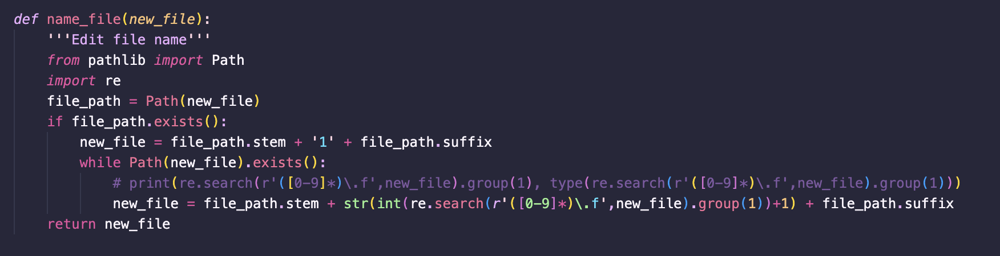 def name_file(new_file):
    '''Edit file name'''
    from pathlib import Path
    import re
    file_path = Path(new_file)
    if file_path.exists():
        new_file = file_path.stem + '1' + file_path.suffix
        while Path(new_file).exists():
            # print(re.search(r'([0-9]*)\.f',new_file).group(1), type(re.search(r'([0-9]*)\.f',new_file).group(1)))
            new_file = file_path.stem + str(int(re.search(r'([0-9]*)\.f',new_file).group(1))+1) + file_path.suffix
    return new_file